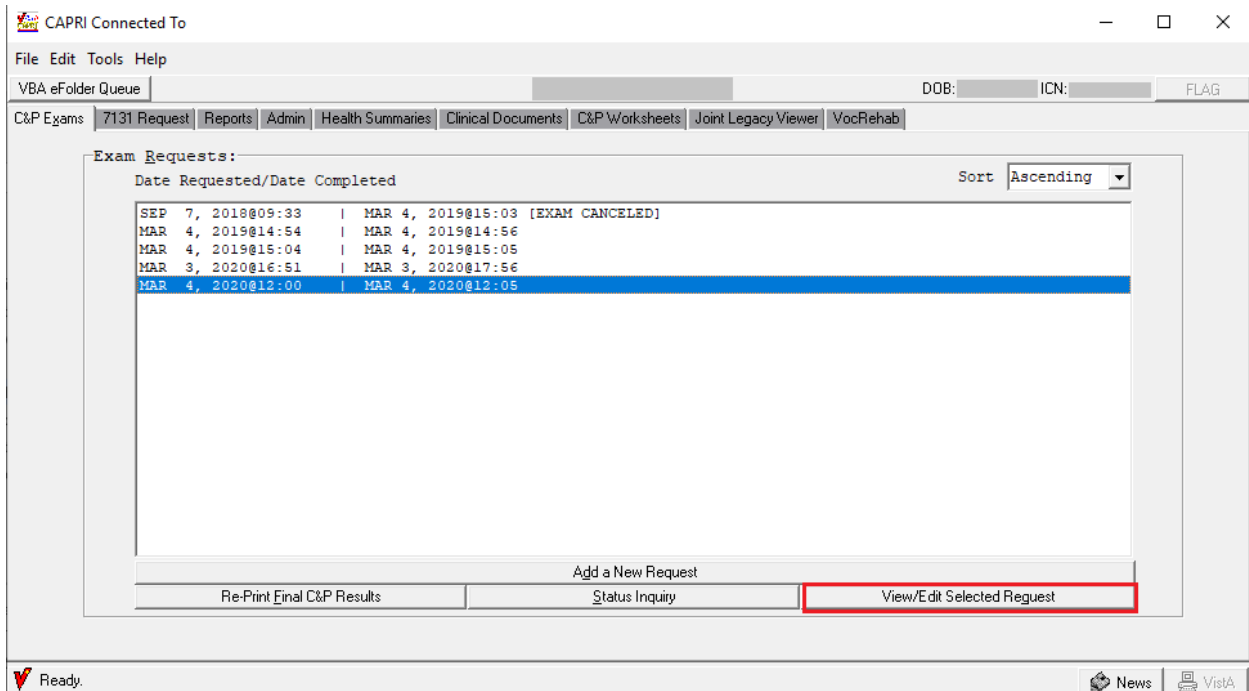 CAPRI Connected To
File Edit Tools Help
VBA eFolder Queue DOB: ICN: FLAG
C&P Exams 7131 Request Reports Admin Health Summaries Clinical Documents C&P Worksheets Joint Legacy Viewer VocRehab
Exam Requests:
Date Requested/Date Completed Sort Ascending
SEP 7, 2018@09:33 | MAR 4, 2019@15:03 [EXAM CANCELED]
MAR 4, 2019@14:54 | MAR 4, 2019@14:56
MAR 4, 2019@15:04 | MAR 4, 2019@15:05
MAR 3, 2020@16:51 | MAR 3, 2020@17:56
MAR 4, 2020@12:00 | MAR 4, 2020@12:05
Add a New Request
Re-Print Final C&P Results Status Inquiry View/Edit Selected Request
Ready. News VistA